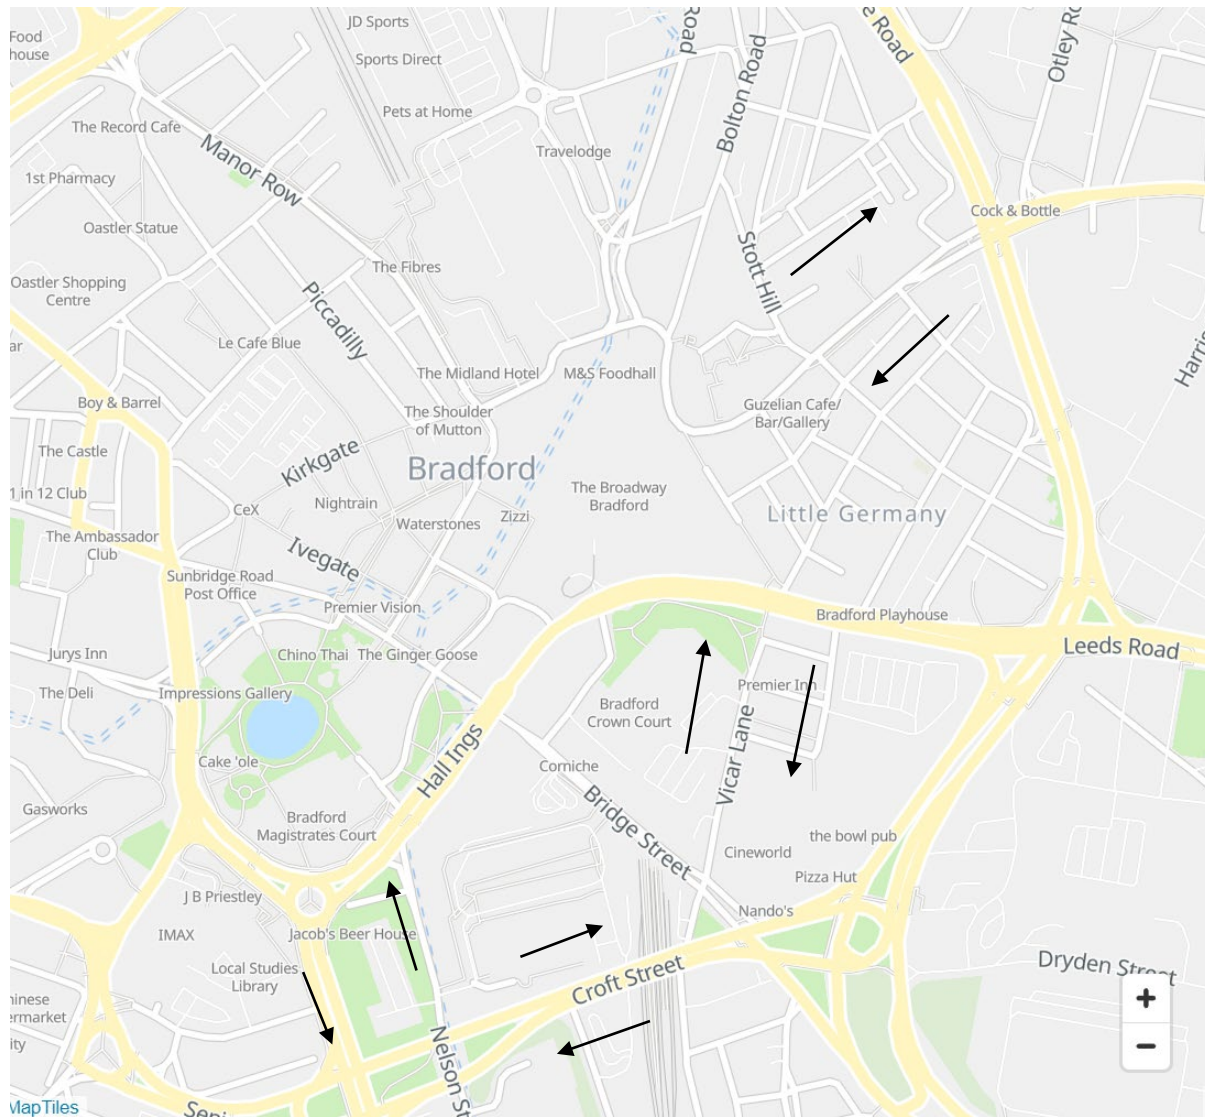 JD Sports
Food
house
e Road
Otley Ro
Road
Sports Direct
Bolton Road
Pets at Home
The Record Cafe
Manor Row
Travelodge
1st Pharmacy
Cock & Bottle
Oastler Statue
Stott Hill
The Fibres
Oastler Shopping
Centre
Piccadilly
Harris
ar
Le Cafe Blue
The Midland Hotel
M&S Foodhall
Boy & Barrel
The Shoulder
of Mutton
Guzelian Cafe/
Bar/Gallery
The Castle
Kirkgate
Bradford
1 in 12 Club
Nightrain
The Broadway
Bradford
CeX
Waterstones
Zizzi
Little Germany
The Ambassador
Club
Ivegate
Sunbridge Road
Post Office
Premier Vision
Bradford Playhouse
Jurys Inn
Chino Thai
The Ginger Goose
Leeds Road
The Deli
Impressions Gallery
Premier Inn
Bradford
Crown Court
Cake 'ole
Hall Ings
Corniche
Vicar Lane
Gasworks
Bradford
Magistrates Court
Bridge Street
the bowl pub
Cineworld
Pizza Hut
J B Priestley
Nando's
IMAX
Jacob's Beer House
Local Studies
Library
Croft Street
Dryden Street
hinese
ermarket
ity
+
−
Nelson St
MapTiles